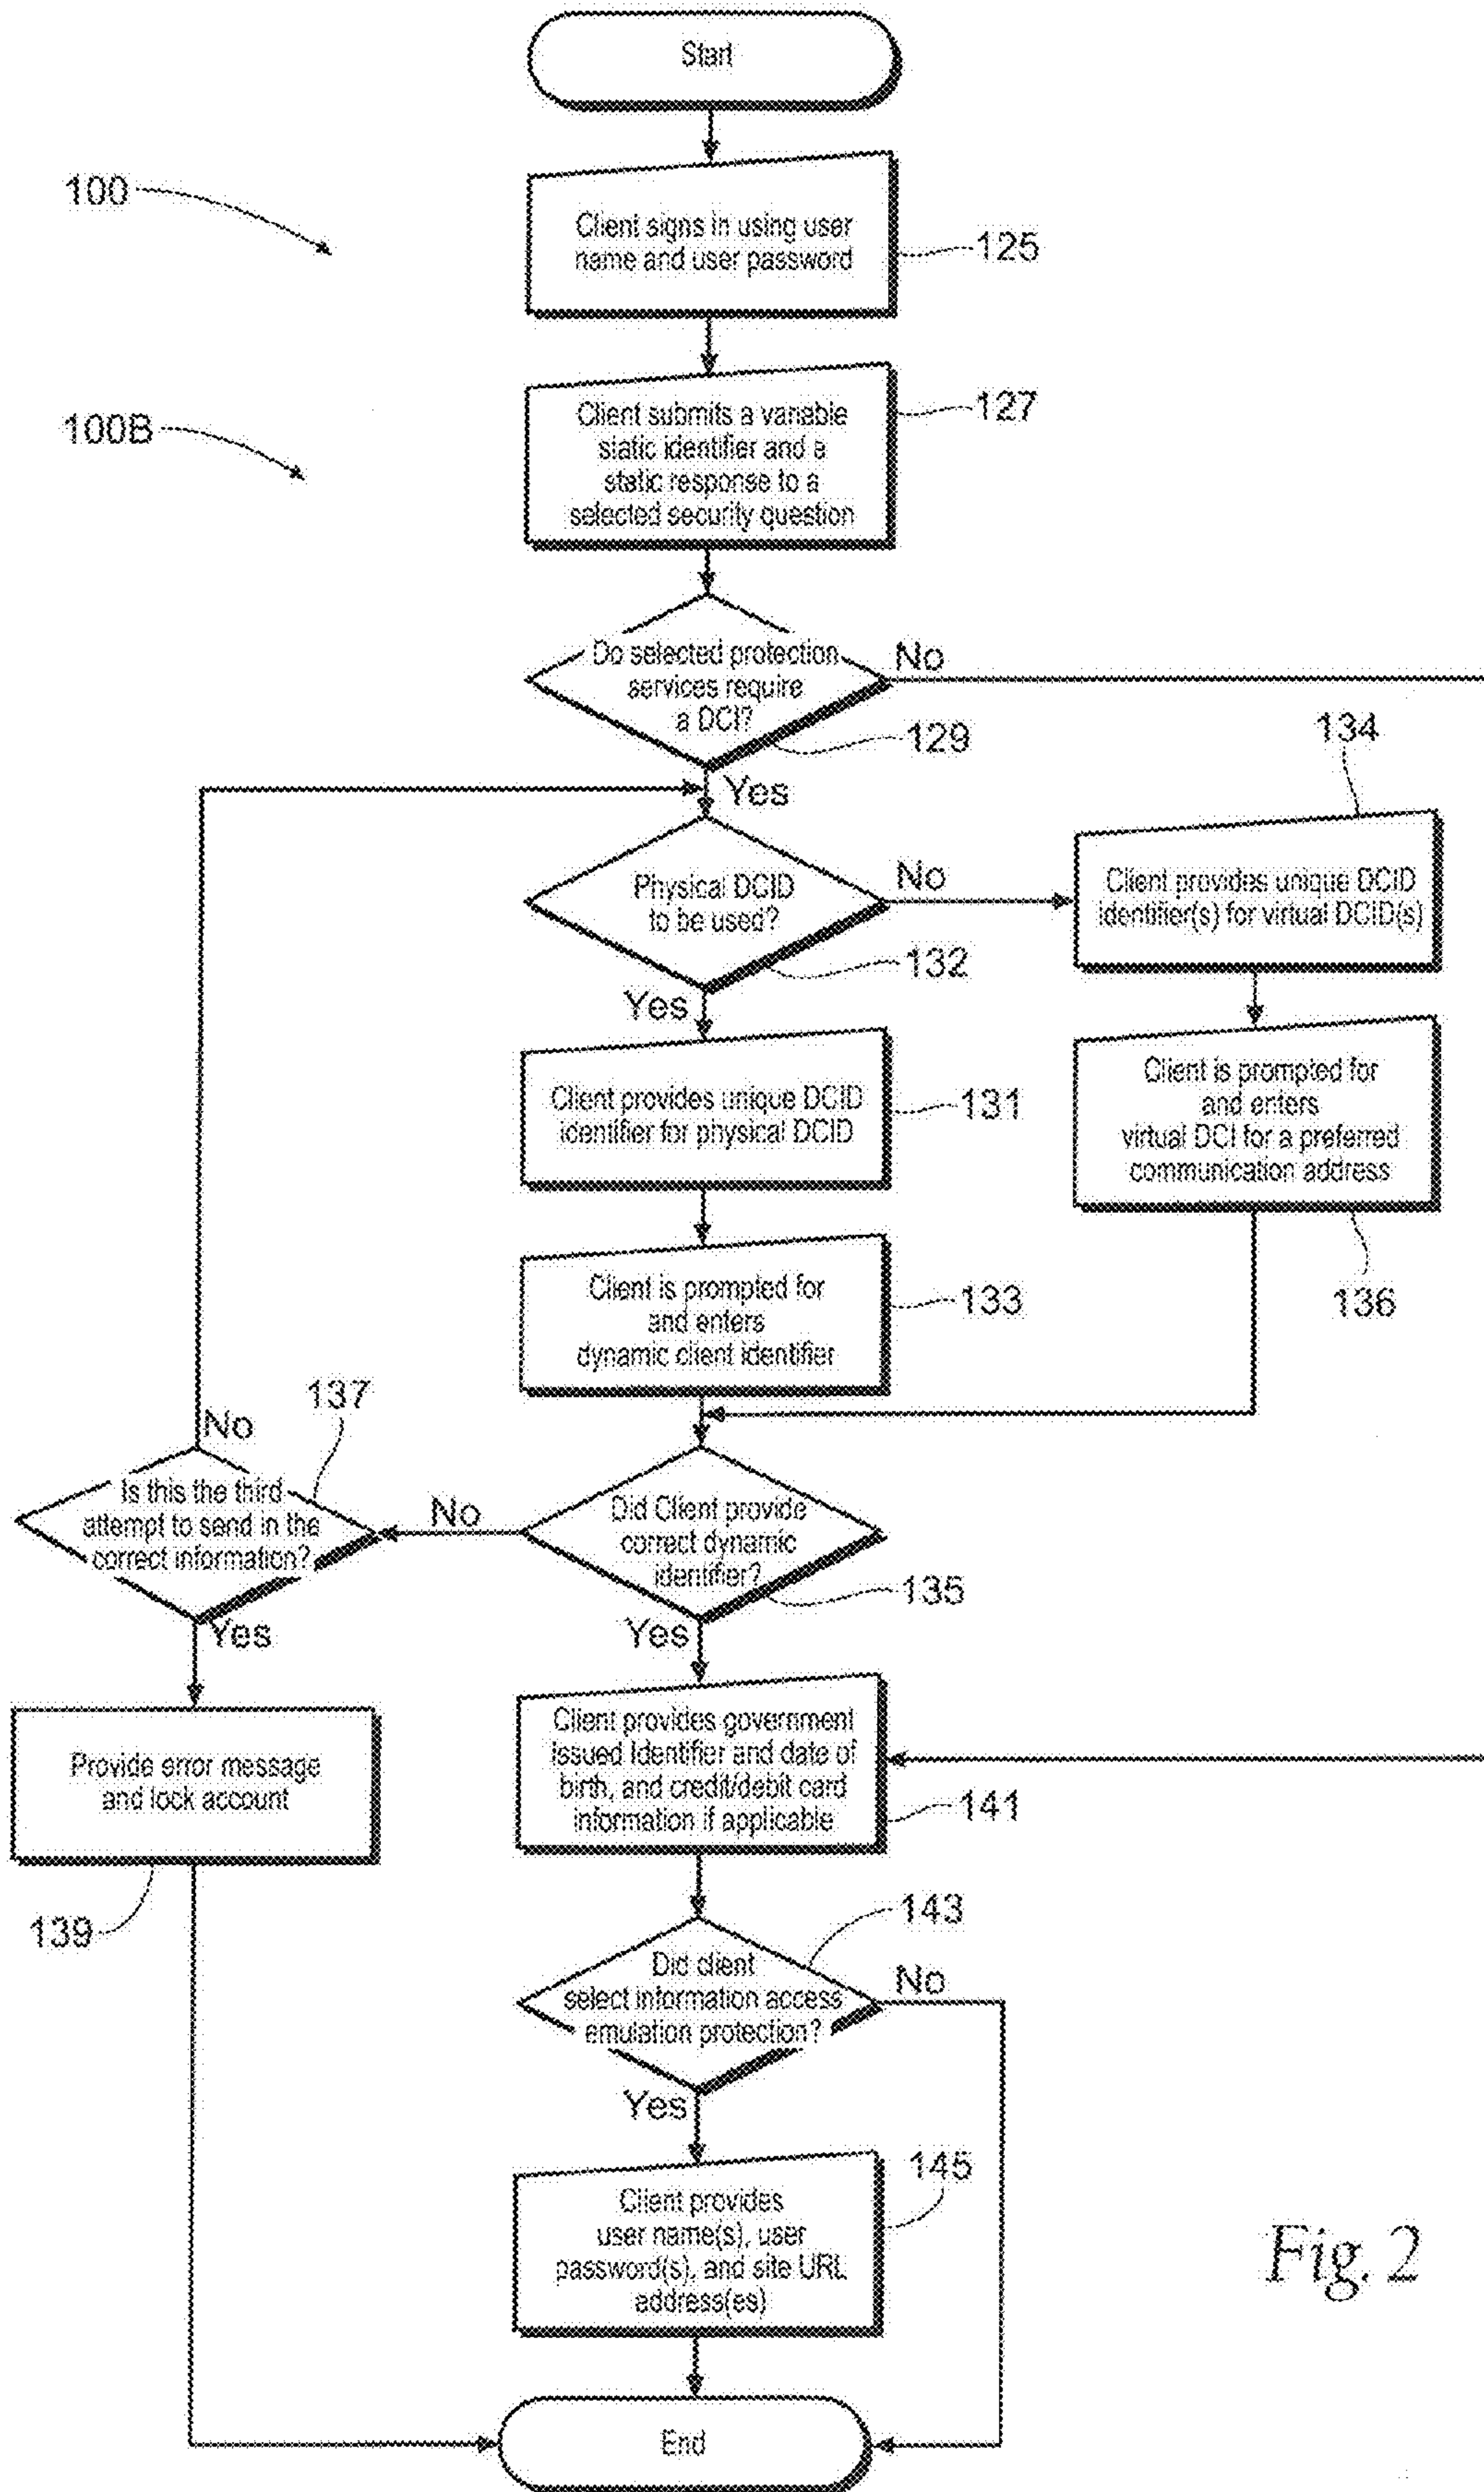 Start
100
Client signs in using user
name and user password
125
100B
Client submits a variable
static identifier and a
static response to a
selected security question
127
Do selected protection
services require
a DCI?
No
129
Yes
134
Physical DCID
to be used?
No
132
Client provides unique DCID
identifier(s) for virtual DCID(s)
Yes
Client provides unique DCID
identifier for physical DCID
131
Client is prompted for
and enters
virtual DCI for a preferred
communication address
136
Client is prompted for
and enters
dynamic client identifier
133
137
No
Is this the third
attempt to send in the
correct information?
No
Did Client provide
correct dynamic
identifier?
135
Yes
Yes
Provide error message
and lock account
139
Client provides government
issued Identifier and date of
birth, and credit/debit card
information if applicable
141
143
Did client
select information access
emulation protection?
No
Yes
145
Client provides
user name(s), user
password(s), and site URL
address(es)
Fig. 2
End